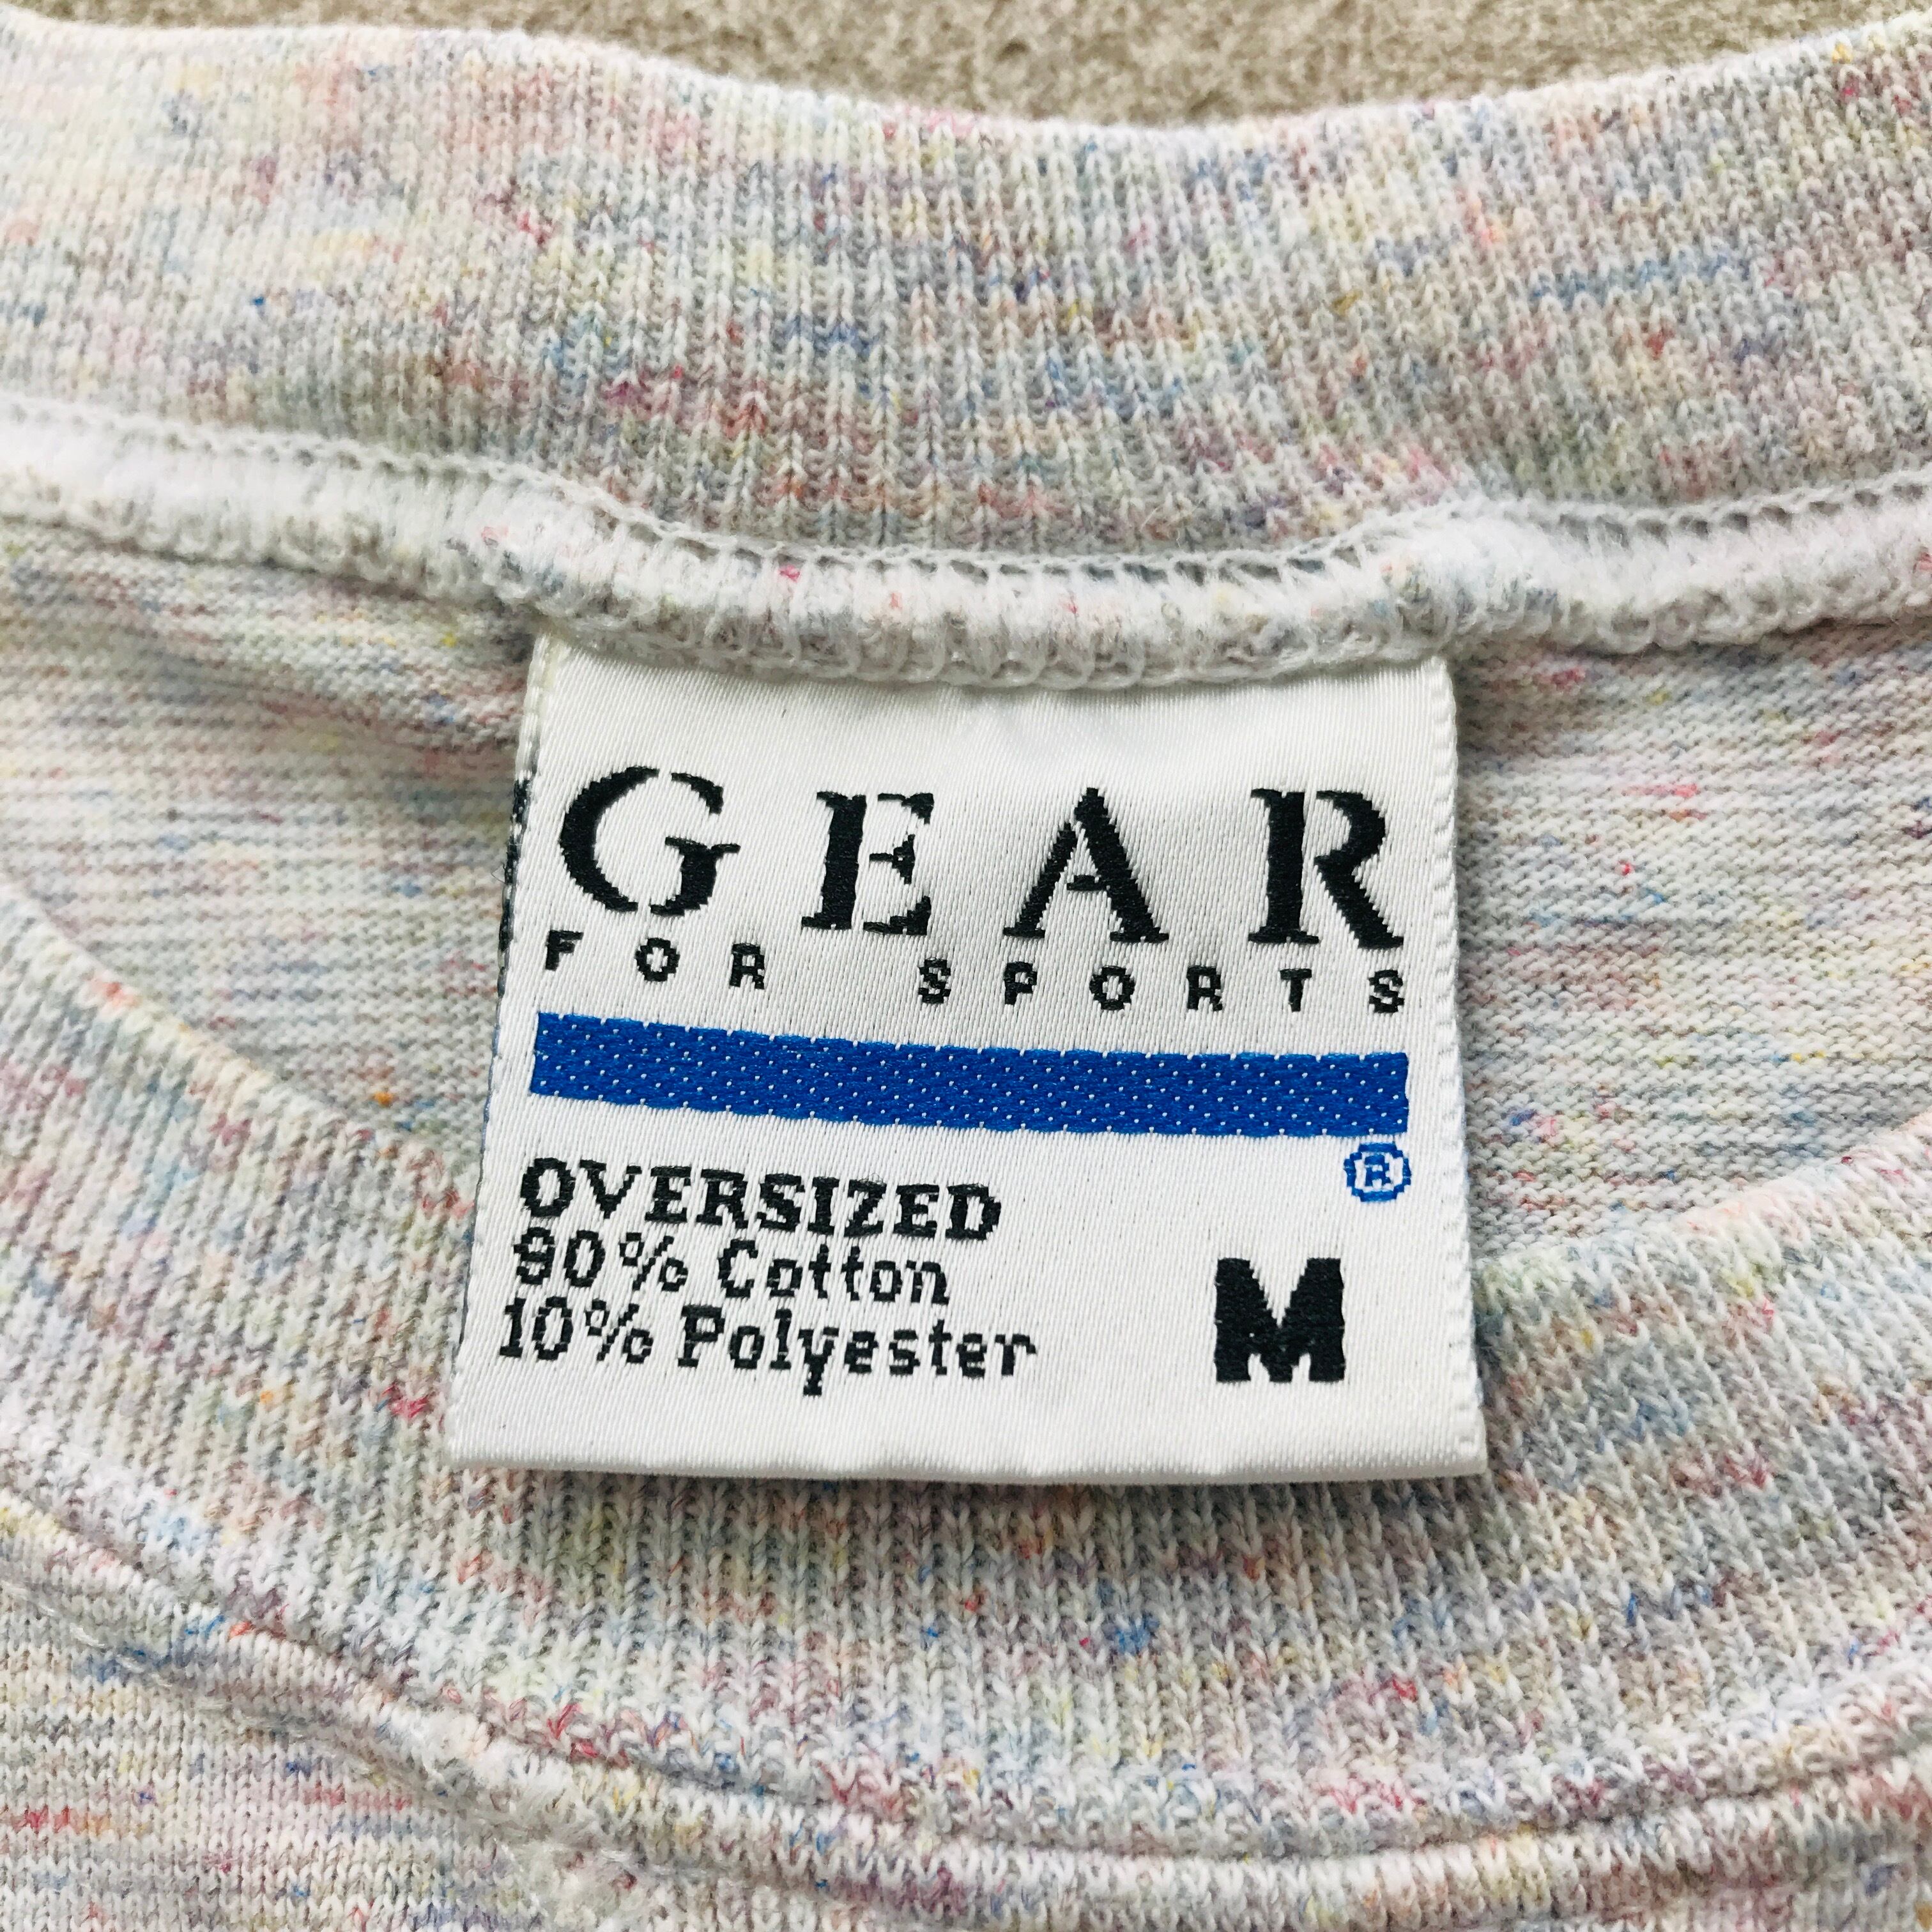 GEAR
FOR SPORTS
®
OVERSIZED
90% Cotton
10% Polyester
M